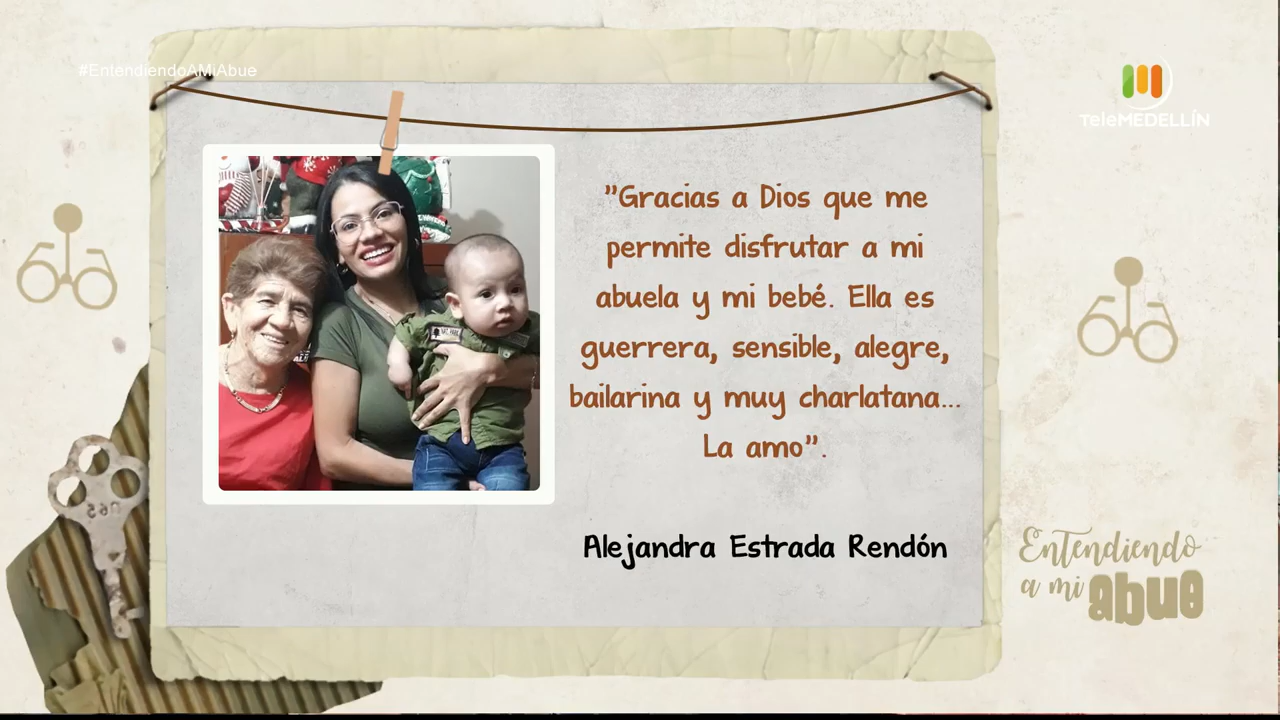 #EntendiendoAMiAbue
TeleMEDELLÍN
"Gracias a Dios que me
permite disfrutar a mi
abuela y mi bebé. Ella es
guerrera, sensible, alegre,
bailarina y muy charlatana...
La amo".
Alejandra Estrada Rendón
Entendiendo
a mi abue